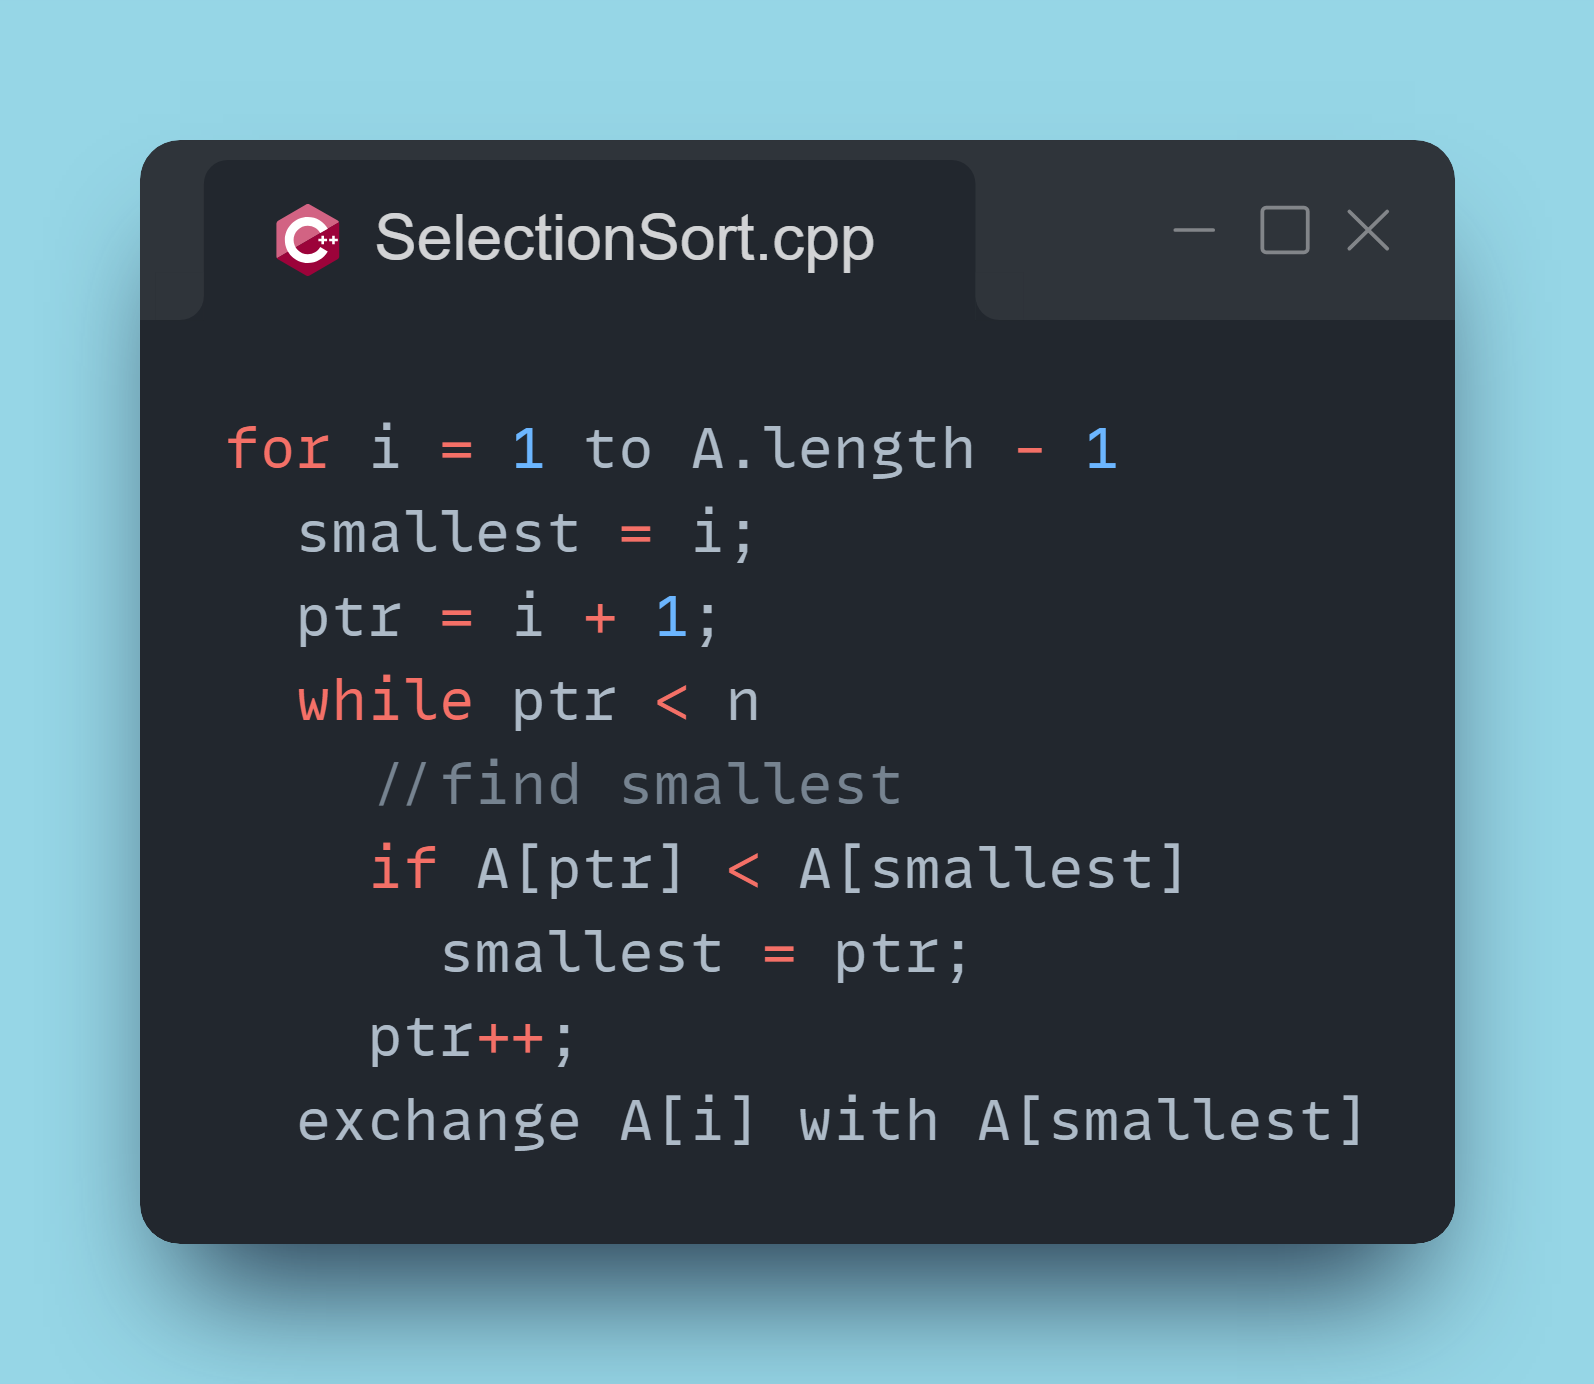 SelectionSort.cpp
for i = 1 to A.length - 1
  smallest = i;
  ptr = i + 1;
  while ptr < n
    //find smallest
    if A[ptr] < A[smallest]
      smallest = ptr;
    ptr++;
  exchange A[i] with A[smallest]